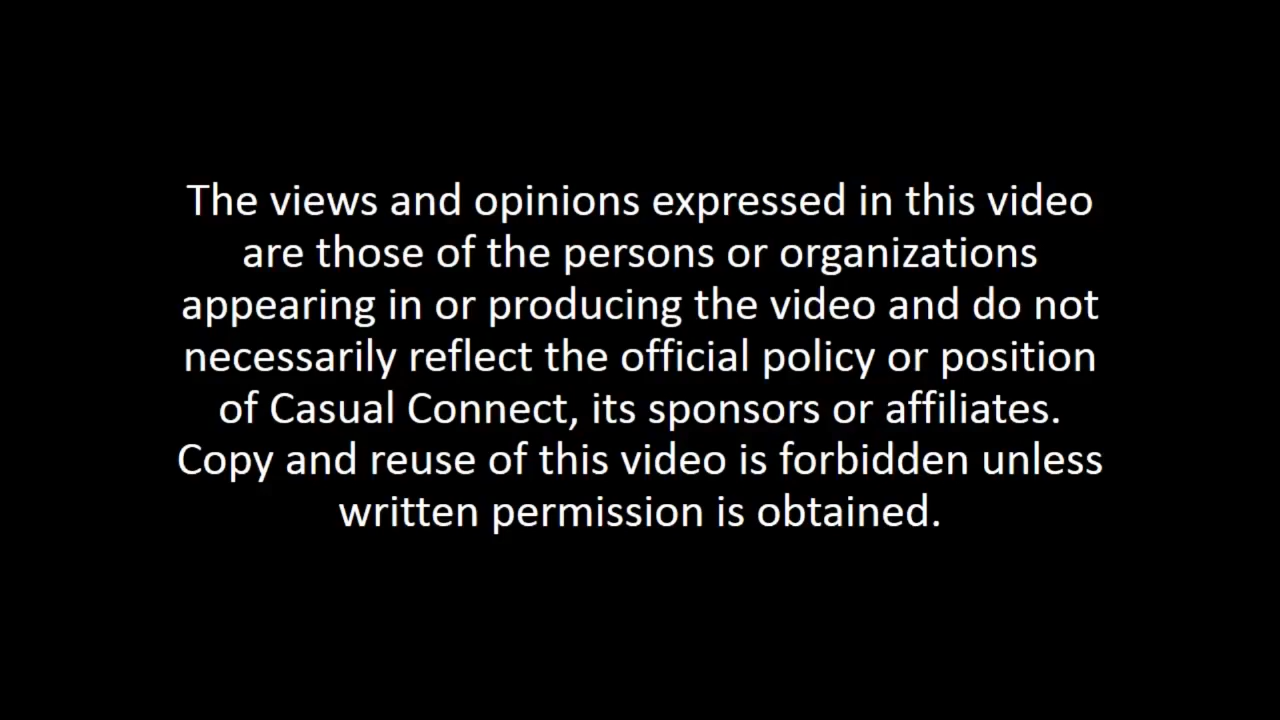 The views and opinions expressed in this video
are those of the persons or organizations
appearing in or producing the video and do not
necessarily reflect the official policy or position
of Casual Connect, its sponsors or affiliates.
Copy and reuse of this video is forbidden unless
written permission is obtained.